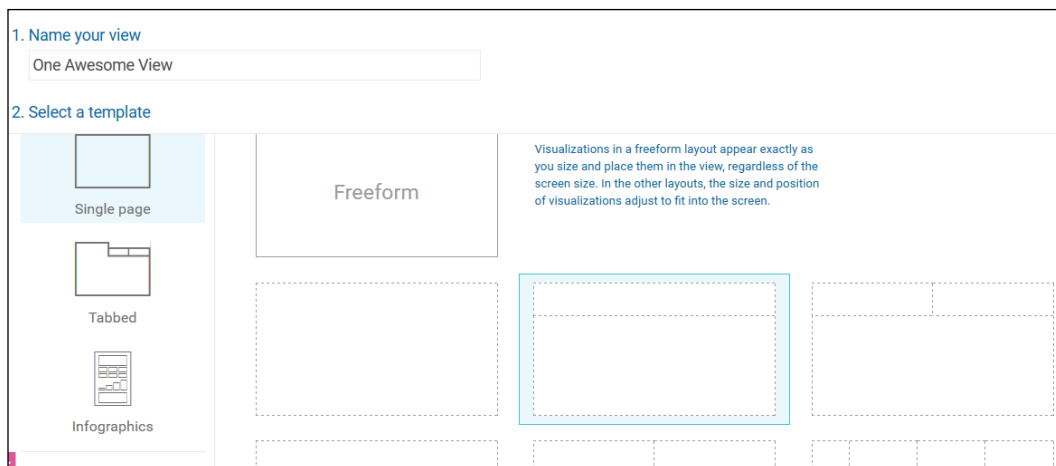 1. Name your view
One Awesome View
2. Select a template
Single page
Tabbed
Infographics
Freeform
Visualizations in a freeform layout appear exactly as
you size and place them in the view, regardless of the
screen size. In the other layouts, the size and position
of visualizations adjust to fit into the screen.